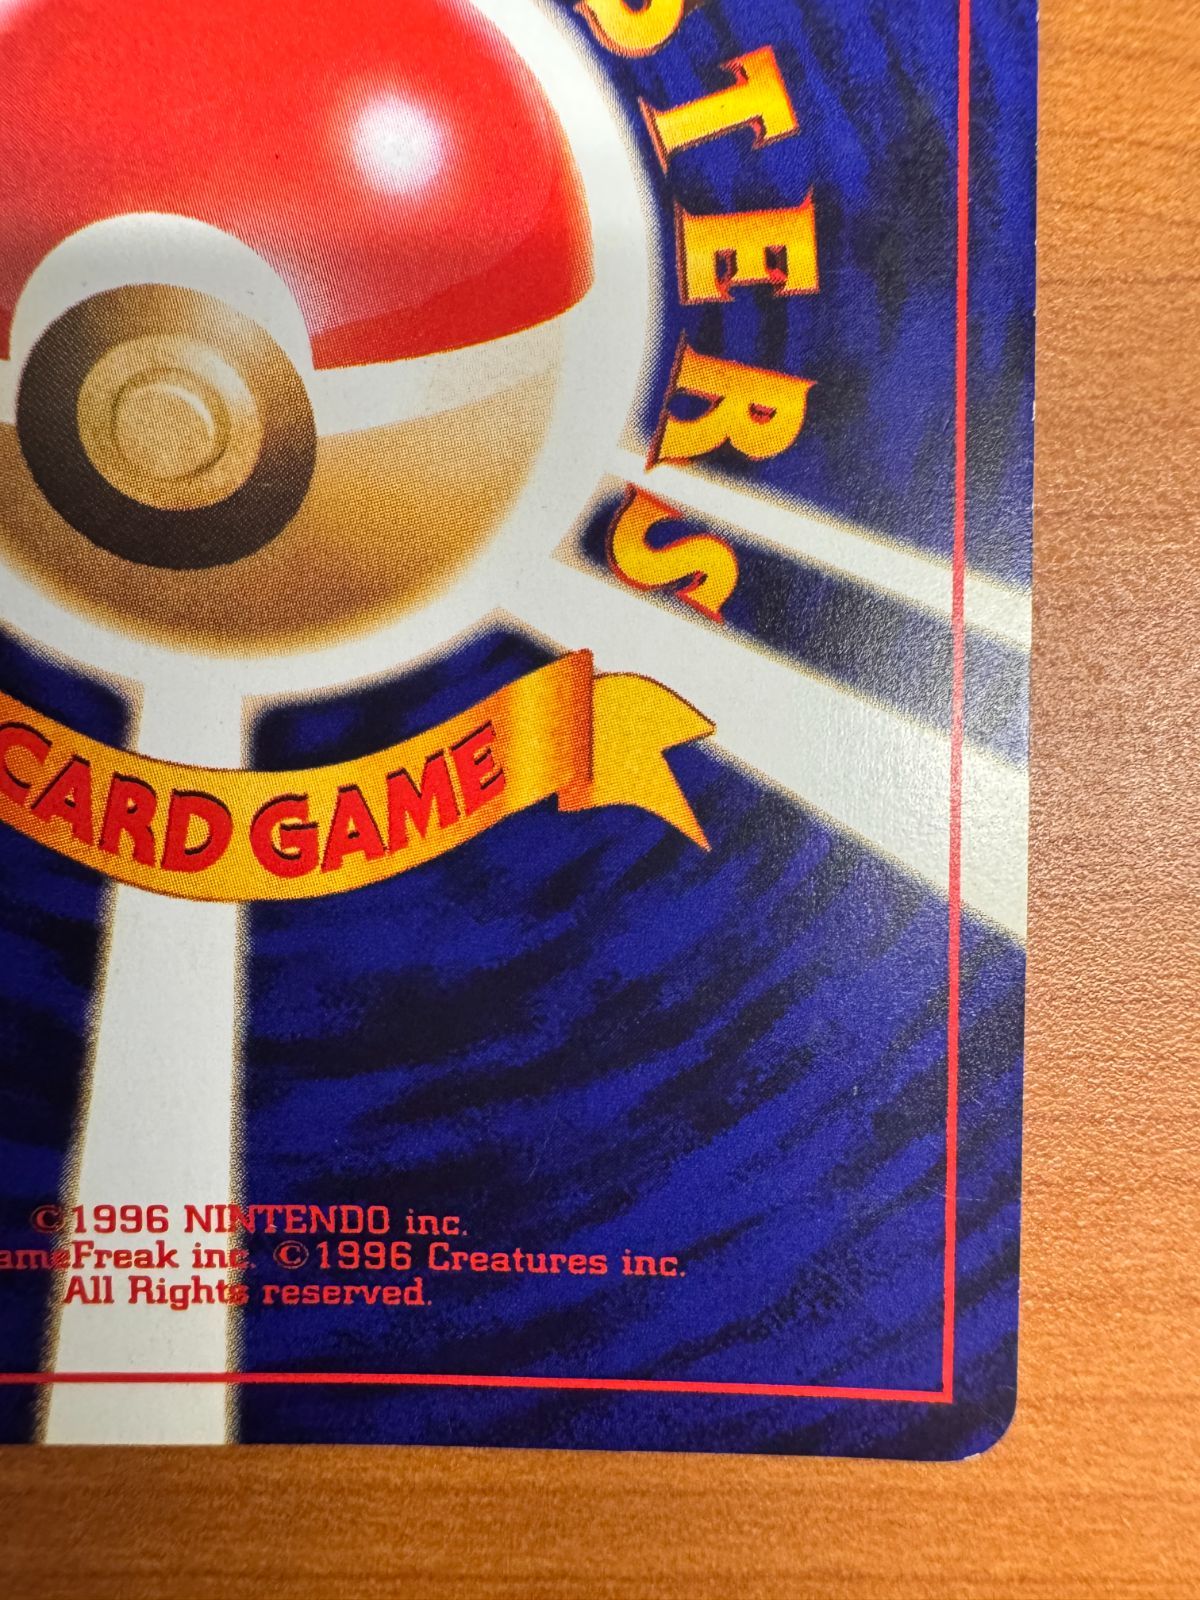 STERS
CARD GAME
©1996 NINTENDO inc.
ameFreak inc. ©1996 Creatures inc.
All Rights reserved.